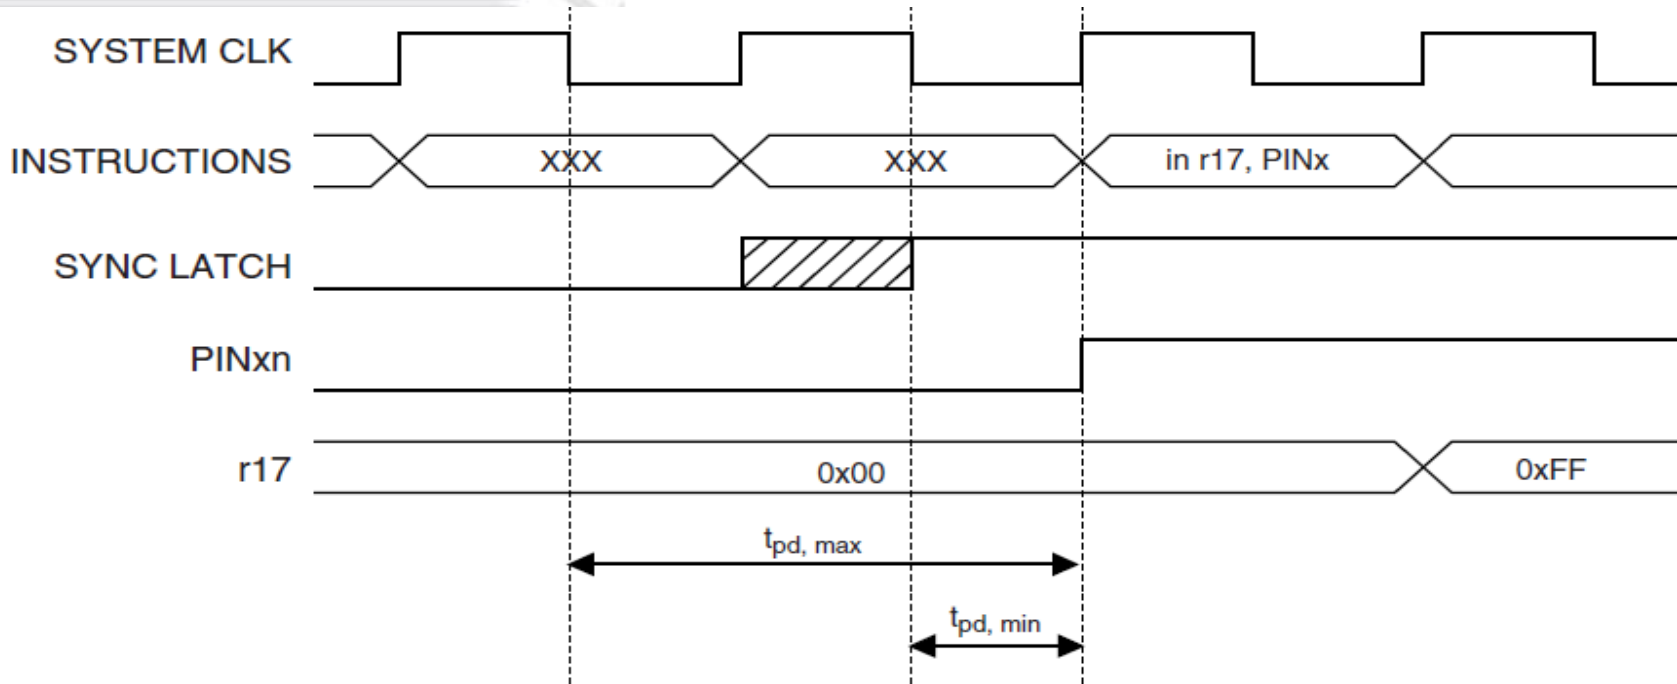 SYSTEM CLK
INSTRUCTIONS XXX XXX in r17, PINx
SYNC LATCH
PINxn
r17 0x00 0xFF
tpd, max
tpd, min